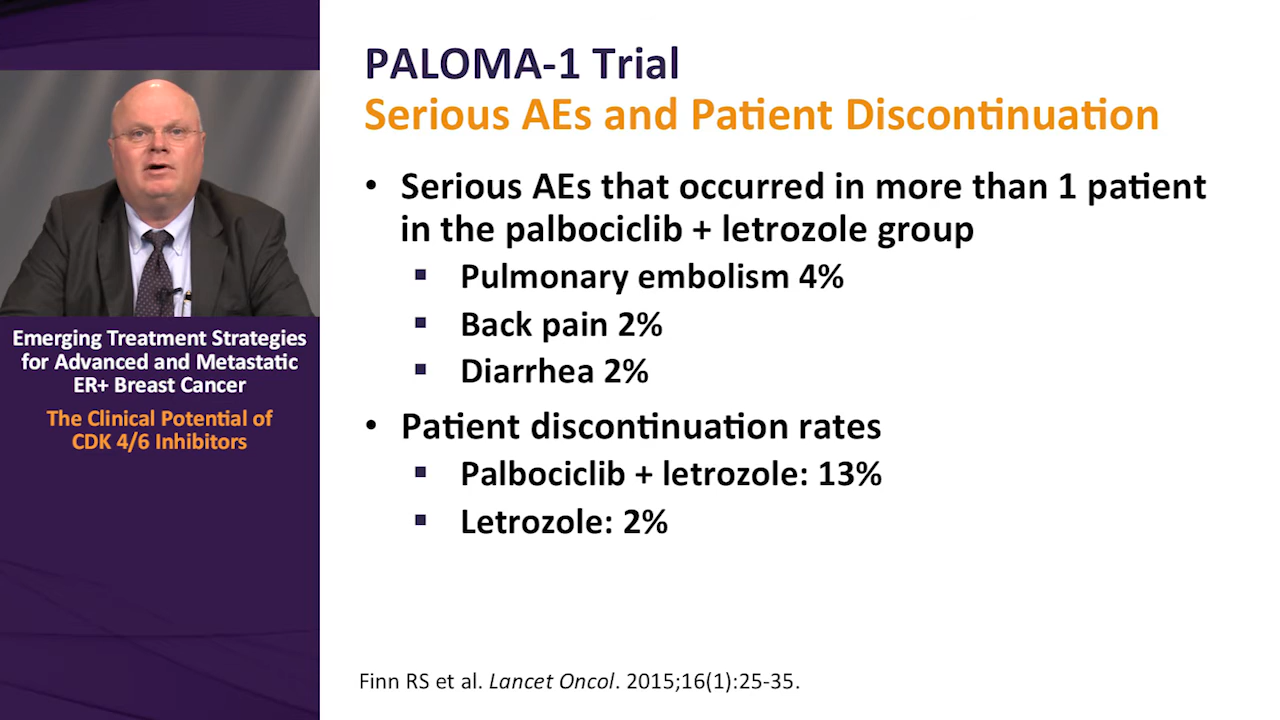 PALOMA-1 Trial
Serious AEs and Patient Discontinuation
• Serious AEs that occurred in more than 1 patient
in the palbociclib + letrozole group
▪ Pulmonary embolism 4%
▪ Back pain 2%
▪ Diarrhea 2%
• Patient discontinuation rates
▪ Palbociclib + letrozole: 13%
▪ Letrozole: 2%
Finn RS et al. Lancet Oncol. 2015;16(1):25-35.
Emerging Treatment Strategies
for Advanced and Metastatic
ER+ Breast Cancer
The Clinical Potential of
CDK 4/6 Inhibitors